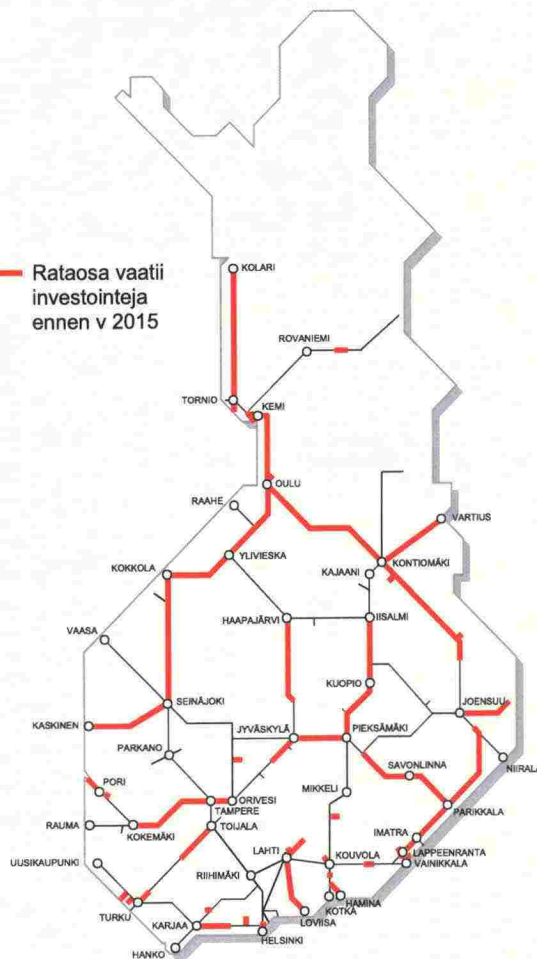 KOLARI
Rataosa vaatii
investointeja
ennen v 2015
ROVANIEMI
TORNIO
KEMI
OULU
RAAHE
VARTIUS
YLIVIESKA
KONTIOMÄKI
KOKKOLA
KAJAANI
HAAPAJÄRVI
IISALMI
VAASA
KUOPIO
SEINÄJOKI
JOENSUU
KASKINEN
JYVÄSKYLÄ
PIEKSÄMÄKI
PARKANO
SAVONLINNA
NIIRALA
PORI
MIKKELI
ORIVESI
TAMPERE
PARIKKALA
RAUMA
KOKEMÄKI
TOIJALA
IMATRA
LAHTI
LAPPEENRANTA
UUSIKAUPUNKI
KOUVOLA
VAINIKKALA
RIIHIMÄKI
HAMINA
TURKU
KOTKA
KARJAA
LOVIISA
HELSINKI
HANKO